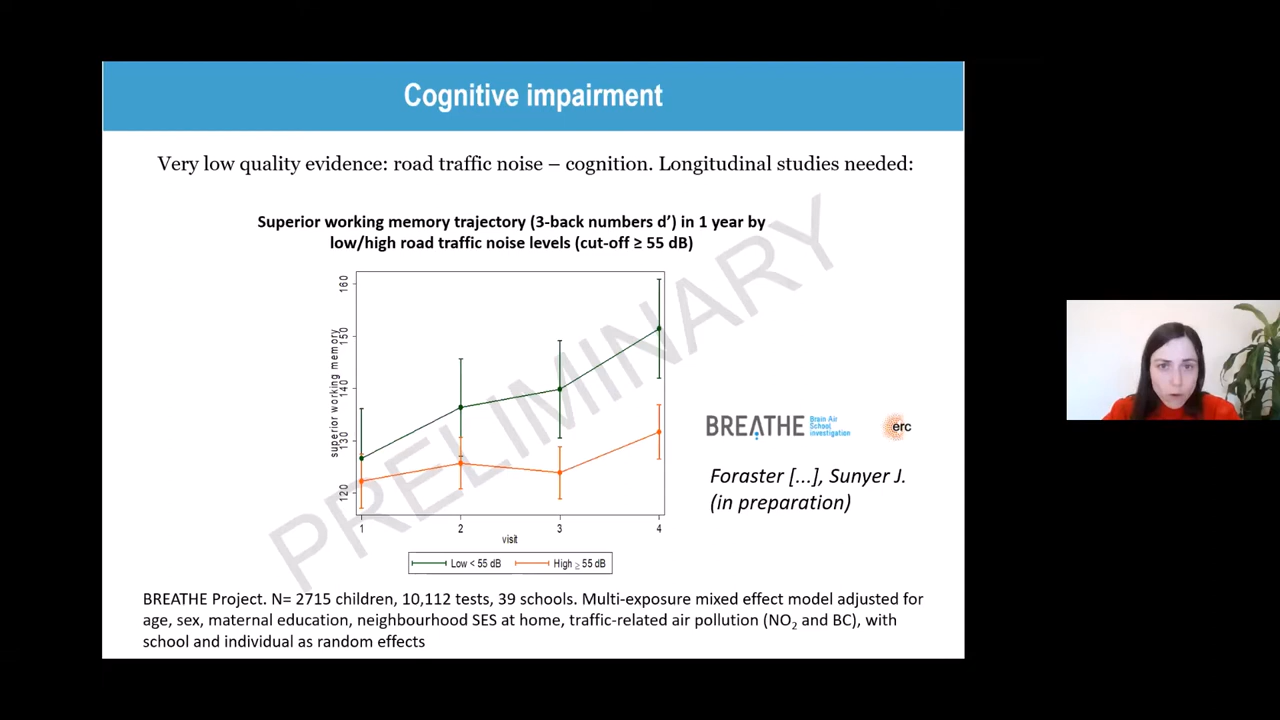 Cognitive impairment
Very low quality evidence: road traffic noise – cognition. Longitudinal studies needed:
Superior working memory trajectory (3-back numbers d’) in 1 year by
low/high road traffic noise levels (cut-off ≥ 55 dB)
PRELIMINARY
superior working memory
160
150
140
130
120
1 2 3 4
visit
Low < 55 dB High ≥ 55 dB
BREATHE Brain Air
School
investigation
erc
Foraster [...], Sunyer J.
(in preparation)
BREATHE Project. N= 2715 children, 10,112 tests, 39 schools. Multi-exposure mixed effect model adjusted for
age, sex, maternal education, neighbourhood SES at home, traffic-related air pollution (NO₂ and BC), with
school and individual as random effects